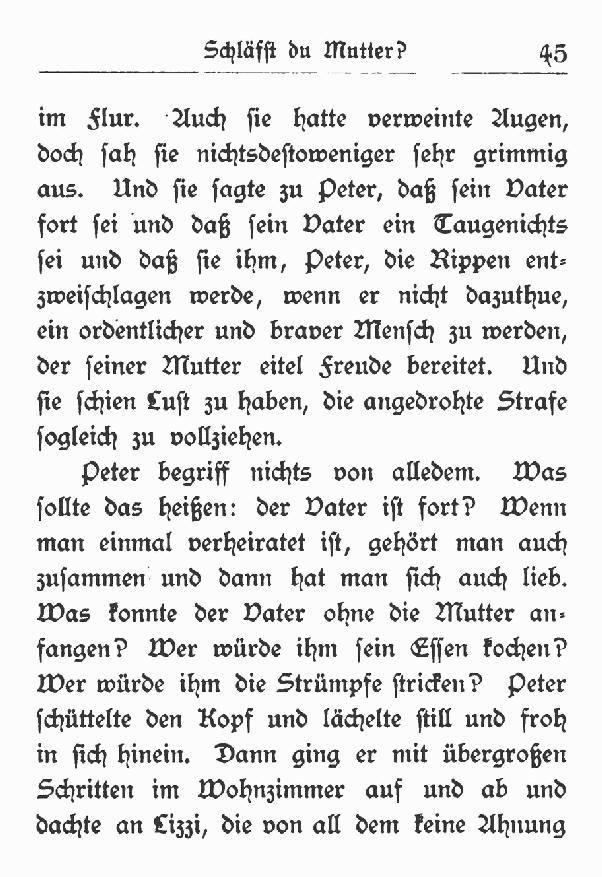 Schläfst du Mutter? 45
im Flur. Auch sie hatte verweinte Augen,
doch sah sie nichtsdestoweniger sehr grimmig
aus. Und sie sagte zu Peter, daß sein Vater
fort sei und daß sein Vater ein Taugenichts
sei und daß sie ihm, Peter, die Rippen ent-
zweischlagen werde, wenn er nicht dazuthue,
ein ordentlicher und braver Mensch zu werden,
der seiner Mutter eitel Freude bereitet. Und
sie schien Lust zu haben, die angedrohte Strafe
sogleich zu vollziehen.
Peter begriff nichts von alledem. Was
sollte das heißen: der Vater ist fort? Wenn
man einmal verheiratet ist, gehört man auch
zusammen und dann hat man sich auch lieb.
Was konnte der Vater ohne die Mutter an-
fangen? Wer würde ihm sein Essen kochen?
Wer würde ihm die Strümpfe stricken? Peter
schüttelte den Kopf und lächelte still und froh
in sich hinein. Dann ging er mit übergroßen
Schritten im Wohnzimmer auf und ab und
dachte an Lizzi, die von all dem keine Ahnung